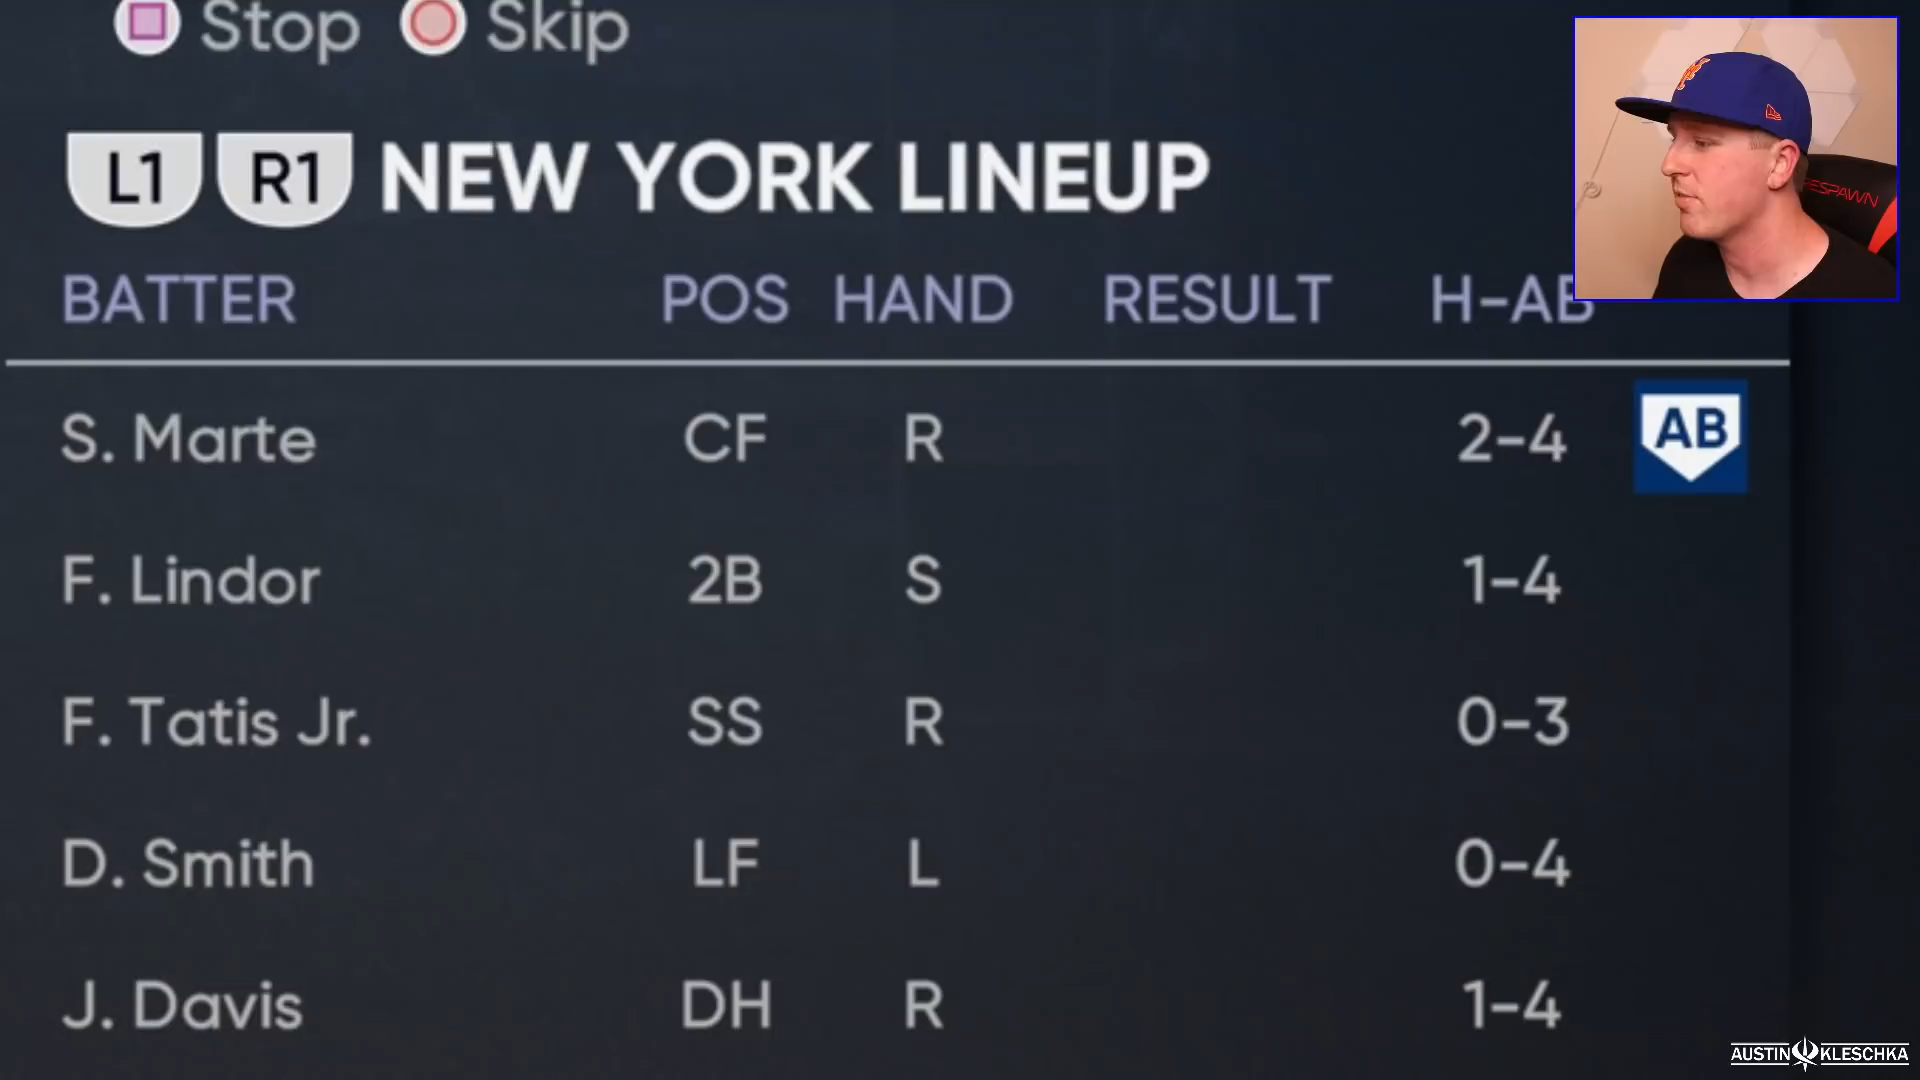 Stop Skip
L1 R1 NEW YORK LINEUP
BATTER POS HAND RESULT H-AB
S. Marte CF R 2-4 AB
F. Lindor 2B S 1-4
F. Tatis Jr. SS R 0-3
D. Smith LF L 0-4
J. Davis DH R 1-4
ESPAWN
AUSTIN KLESCHKA